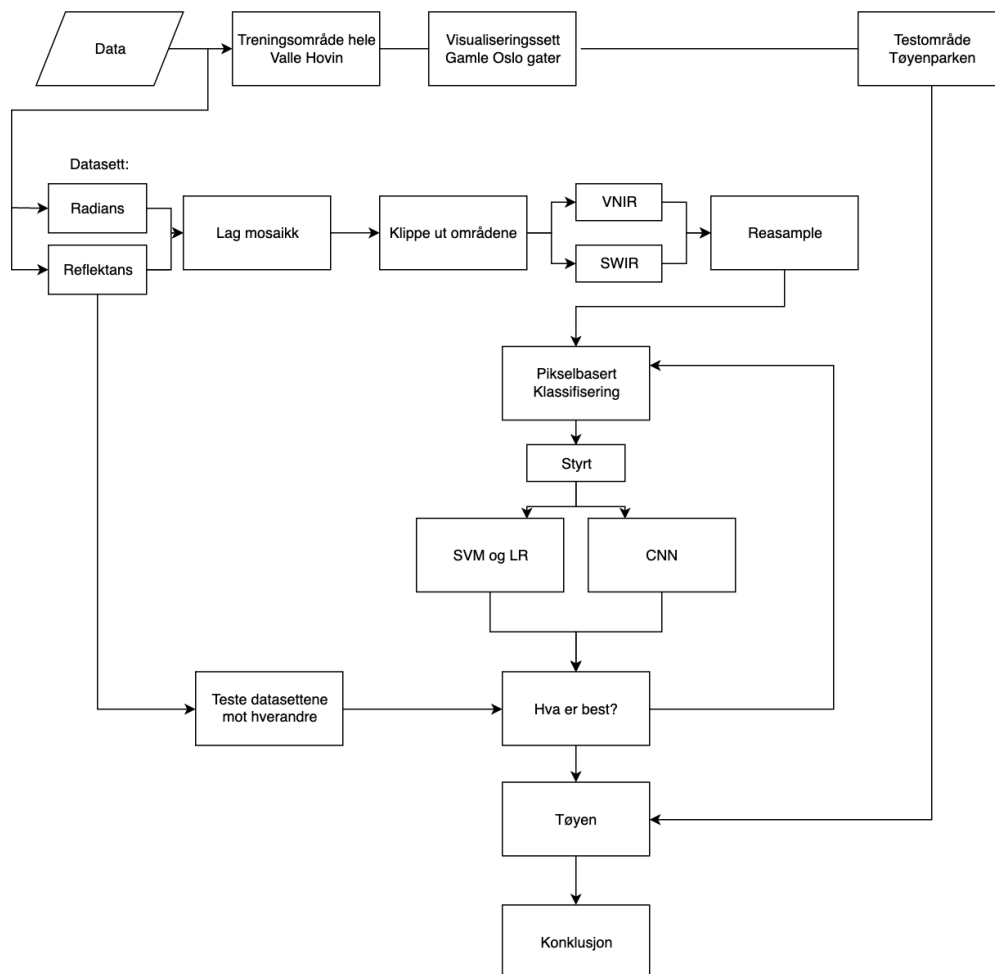 Data
Treningsområde hele
Valle Hovin
Visualiseringssett
Gamle Oslo gater
Testområde
Tøyenparken
Datasett:
Radians
Reflektans
Lag mosaikk
Klippe ut områdene
VNIR
SWIR
Reasample
Pikselbasert
Klassifisering
Styrt
SVM og LR
CNN
Teste datasettene
mot hverandre
Hva er best?
Tøyen
Konklusjon